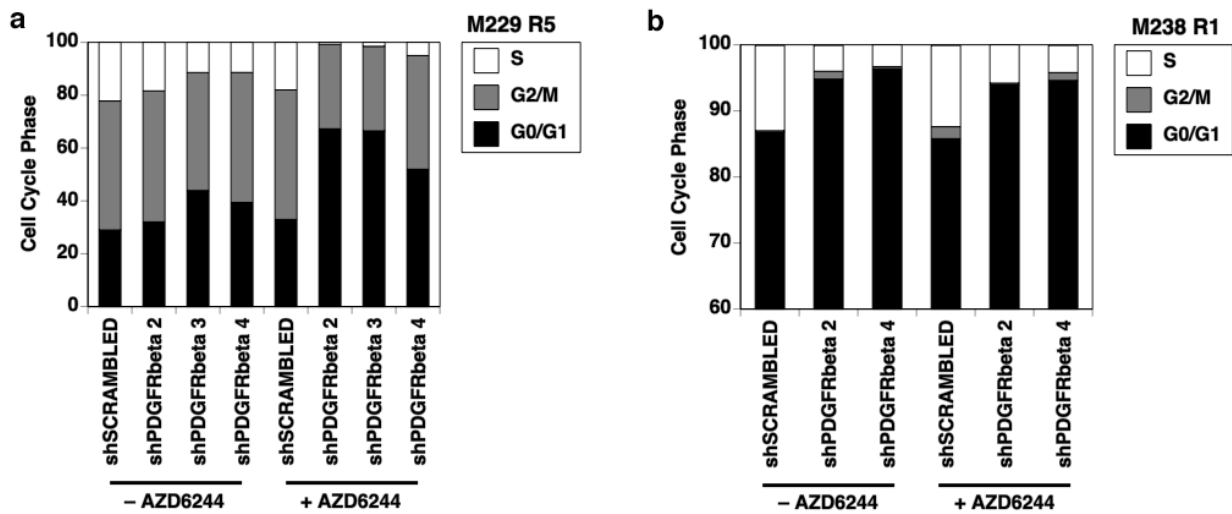 a
M229 R5
S
G2/M
G0/G1
Cell Cycle Phase
100
80
60
40
20
0
shSCRAMBLED
shPDGFRbeta 2
shPDGFRbeta 3
shPDGFRbeta 4
shSCRAMBLED
shPDGFRbeta 2
shPDGFRbeta 3
shPDGFRbeta 4
– AZD6244
+ AZD6244
b
M238 R1
S
G2/M
G0/G1
Cell Cycle Phase
100
90
80
70
60
shSCRAMBLED
shPDGFRbeta 2
shPDGFRbeta 4
shSCRAMBLED
shPDGFRbeta 2
shPDGFRbeta 4
– AZD6244
+ AZD6244